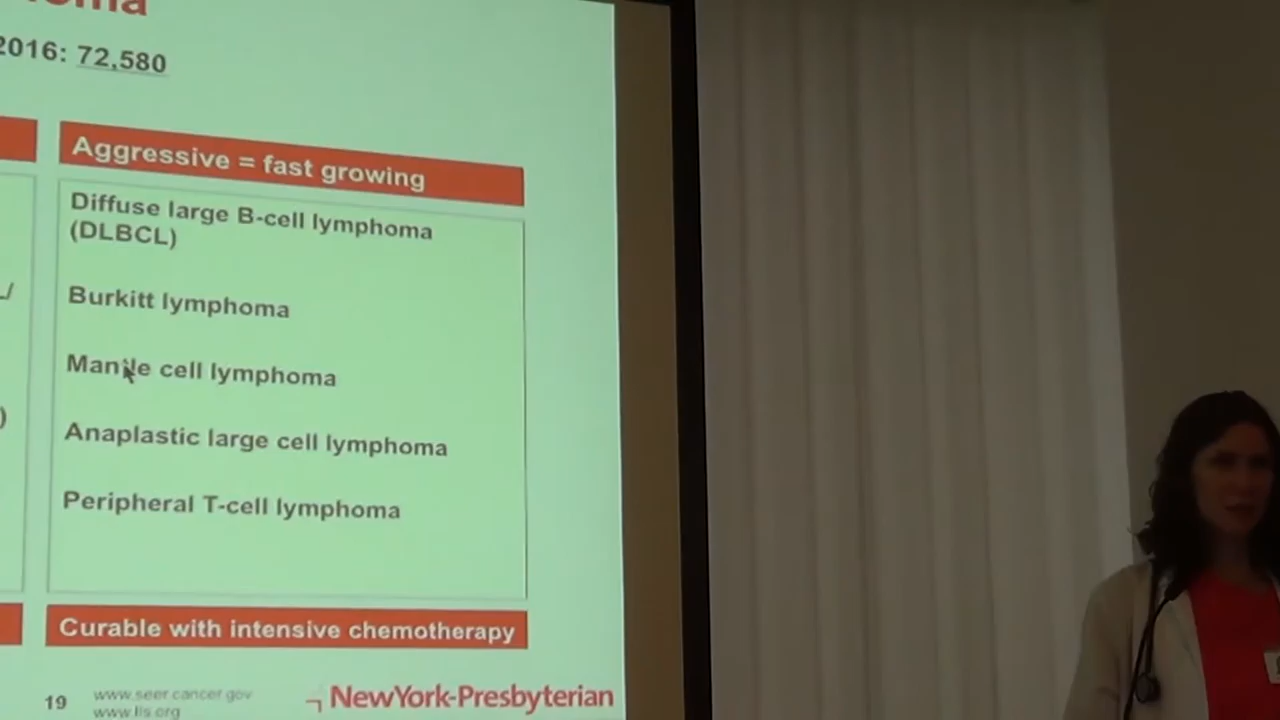 2016: 72,580
Aggressive = fast growing
Diffuse large B-cell lymphoma
(DLBCL)
Burkitt lymphoma
Mantle cell lymphoma
Anaplastic large cell lymphoma
Peripheral T-cell lymphoma
Curable with intensive chemotherapy
19
www.seer.cancer.gov
www.lls.org
NewYork-Presbyterian